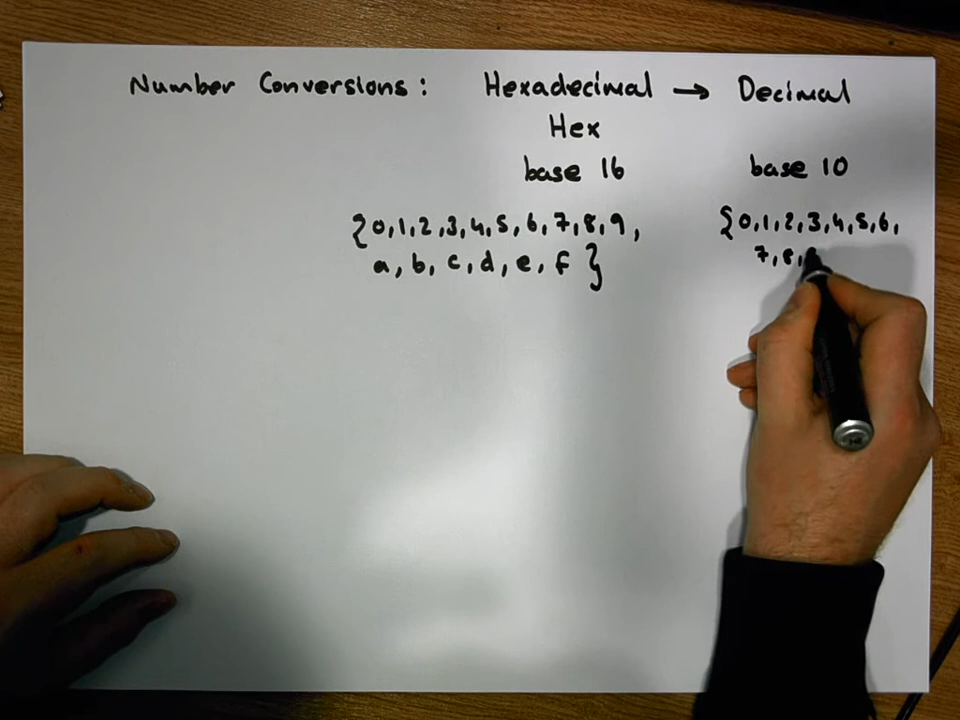 Number Conversions: Hexadecimal → Decimal
Hex
base 16 base 10
{0,1,2,3,4,5,6,7,8,9, {0,1,2,3,4,5,6,
a,b,c,d,e,f} 7,8,